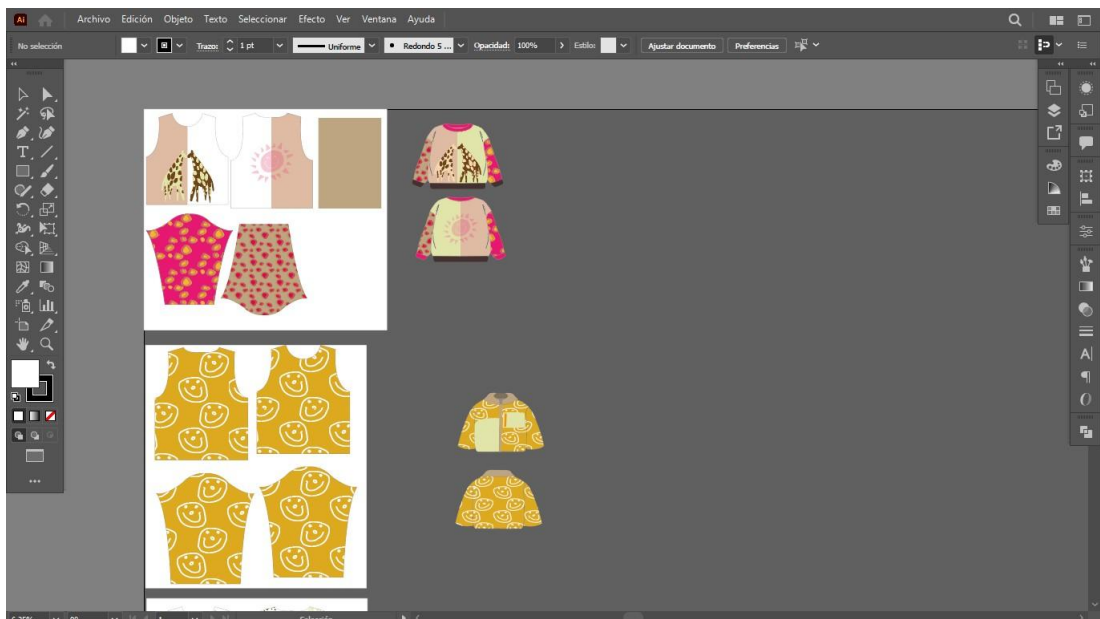 Ai Archivo Edición Objeto Texto Seleccionar Efecto Ver Ventana Ayuda
No selección Trazo: 1 pt Uniforme Redondo 5 ... Opacidad: 100% Estilo: Ajustar documento Preferencias
Selección